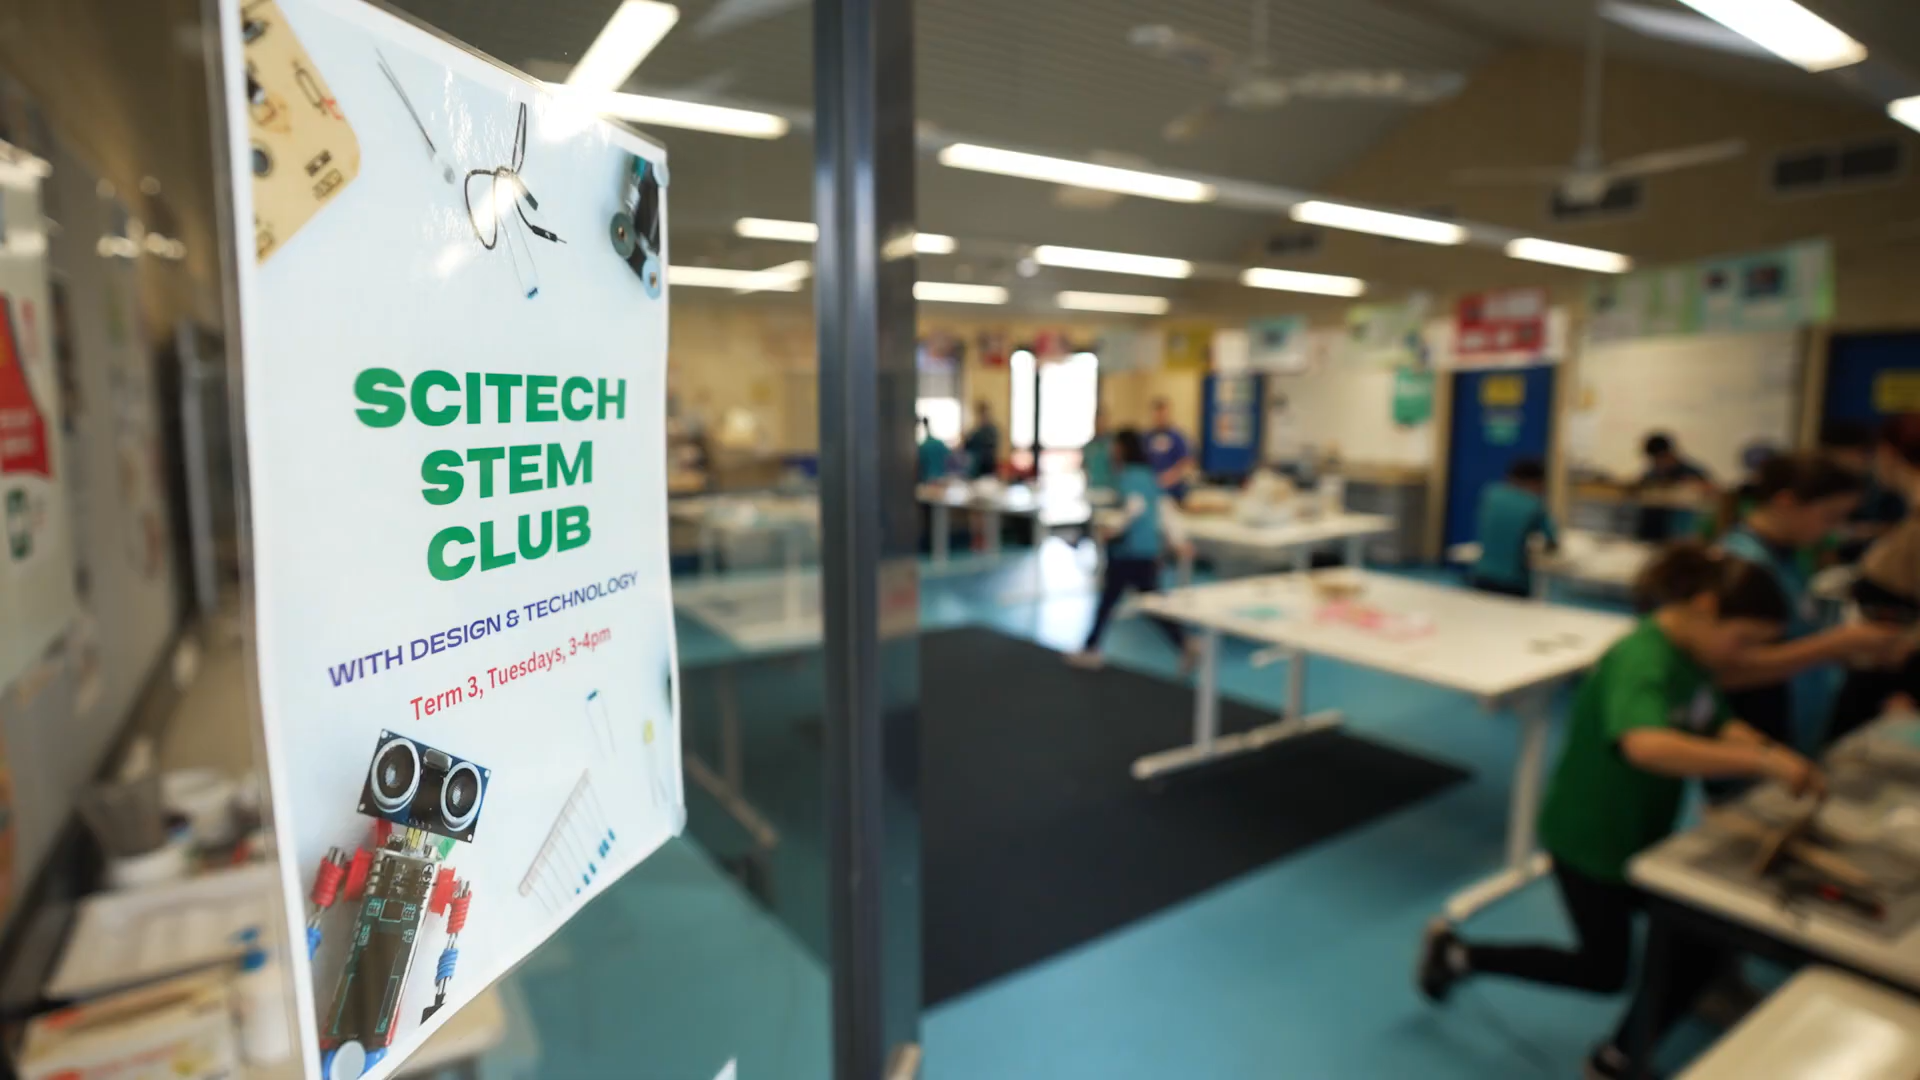 SCITECH
STEM
CLUB
WITH DESIGN & TECHNOLOGY
Term 3, Tuesdays, 3-4pm